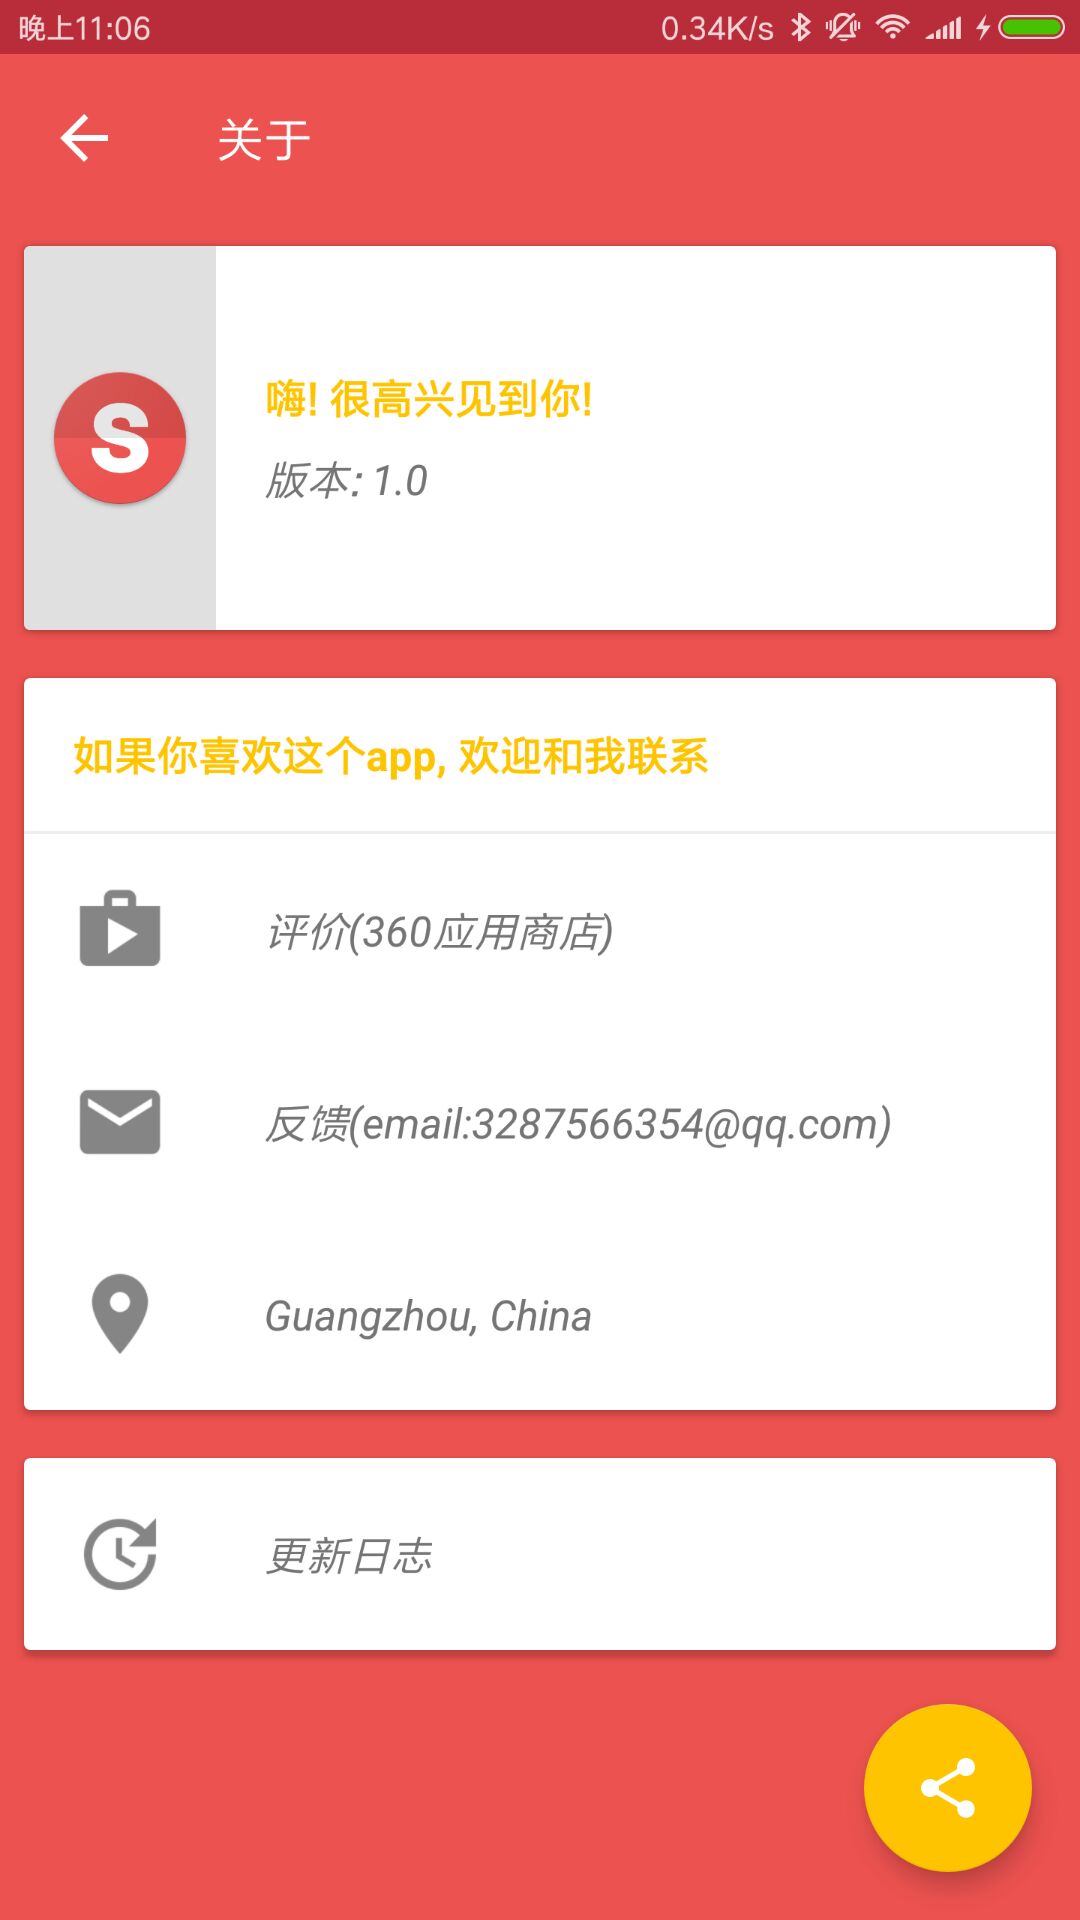 晚上11:06
0.34K/s
关于
S
嗨! 很高兴见到你!
版本: 1.0
如果你喜欢这个app, 欢迎和我联系
评价(360应用商店)
反馈(email:3287566354@qq.com)
Guangzhou, China
更新日志